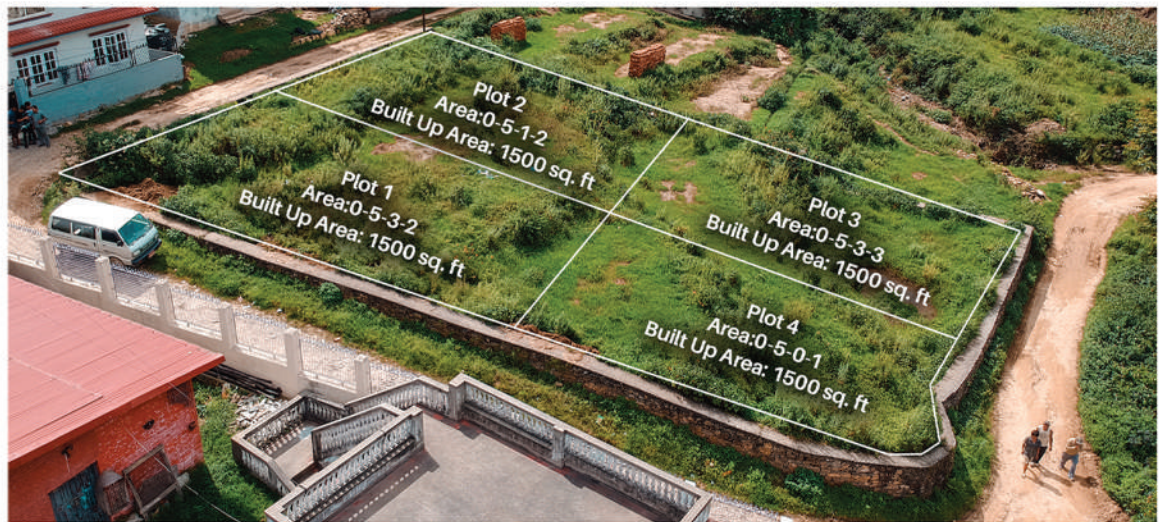 Plot 2
Area:0-5-1-2
Built Up Area: 1500 sq. ft
Plot 1
Area:0-5-3-2
Built Up Area: 1500 sq. ft
Plot 3
Area:0-5-3-3
Built Up Area: 1500 sq. ft
Plot 4
Area:0-5-0-1
Built Up Area: 1500 sq. ft